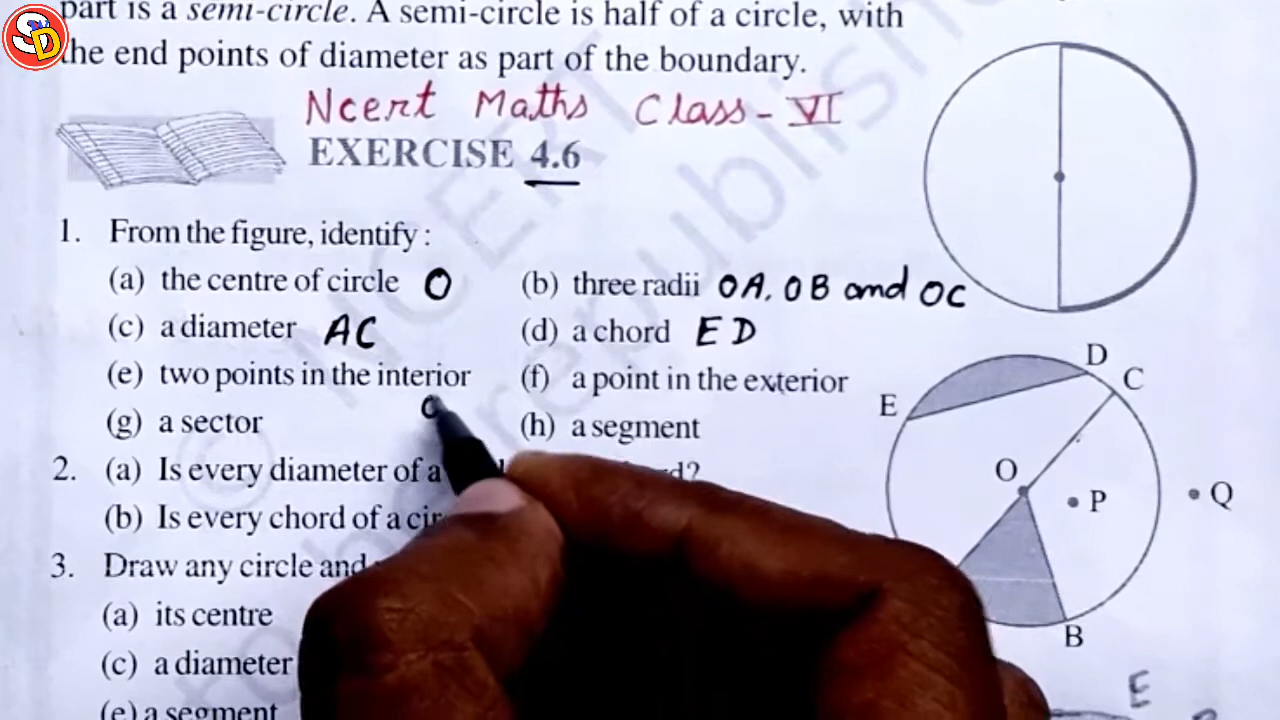 SD
part is a semi-circle. A semi-circle is half of a circle, with
the end points of diameter as part of the boundary.
Ncert Maths Class - VI
EXERCISE 4.6
1. From the figure, identify :
(a) the centre of circle O (b) three radii OA, OB and OC
(c) a diameter AC (d) a chord ED
(e) two points in the interior (f) a point in the exterior
(g) a sector (h) a segment
2. (a) Is every diameter of a
(b) Is every chord of a
3. Draw any circle and
(a) its centre
(c) a diameter
(e) a segment
D
C
E
O
P
Q
B
E